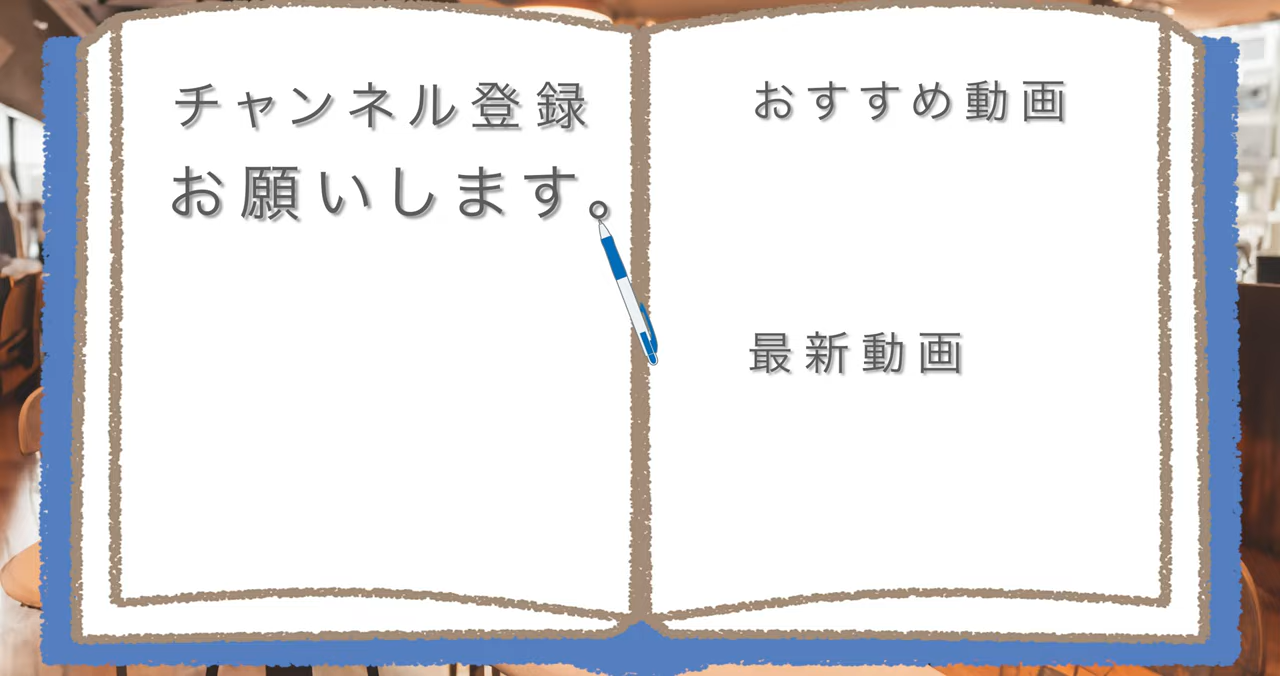 チャンネル登録
お願いします。
おすすめ動画
最新動画